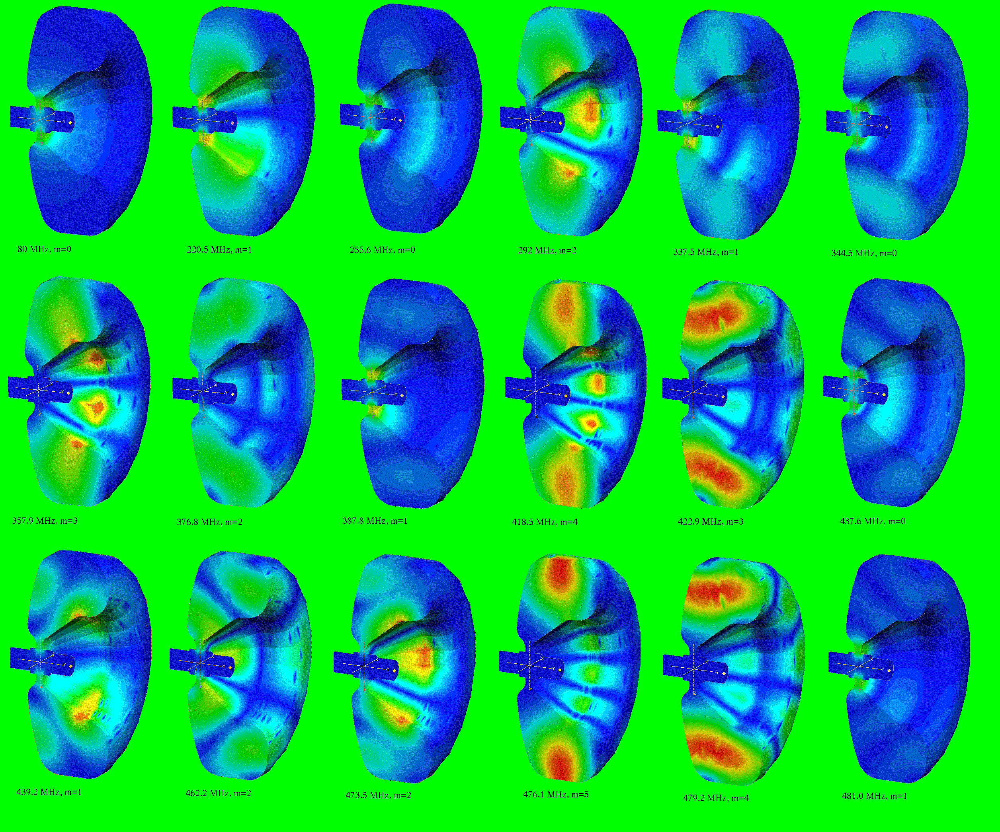 80 MHz, m=0
220.5 MHz, m=1
255.6 MHz, m=0
292 MHz, m=2
337.5 MHz, m=1
344.5 MHz, m=0
357.9 MHz, m=3
376.8 MHz, m=2
387.8 MHz, m=1
418.5 MHz, m=4
422.9 MHz, m=3
437.6 MHz, m=0
439.2 MHz, m=1
462.2 MHz, m=2
473.5 MHz, m=2
476.1 MHz, m=5
479.2 MHz, m=4
481.0 MHz, m=1